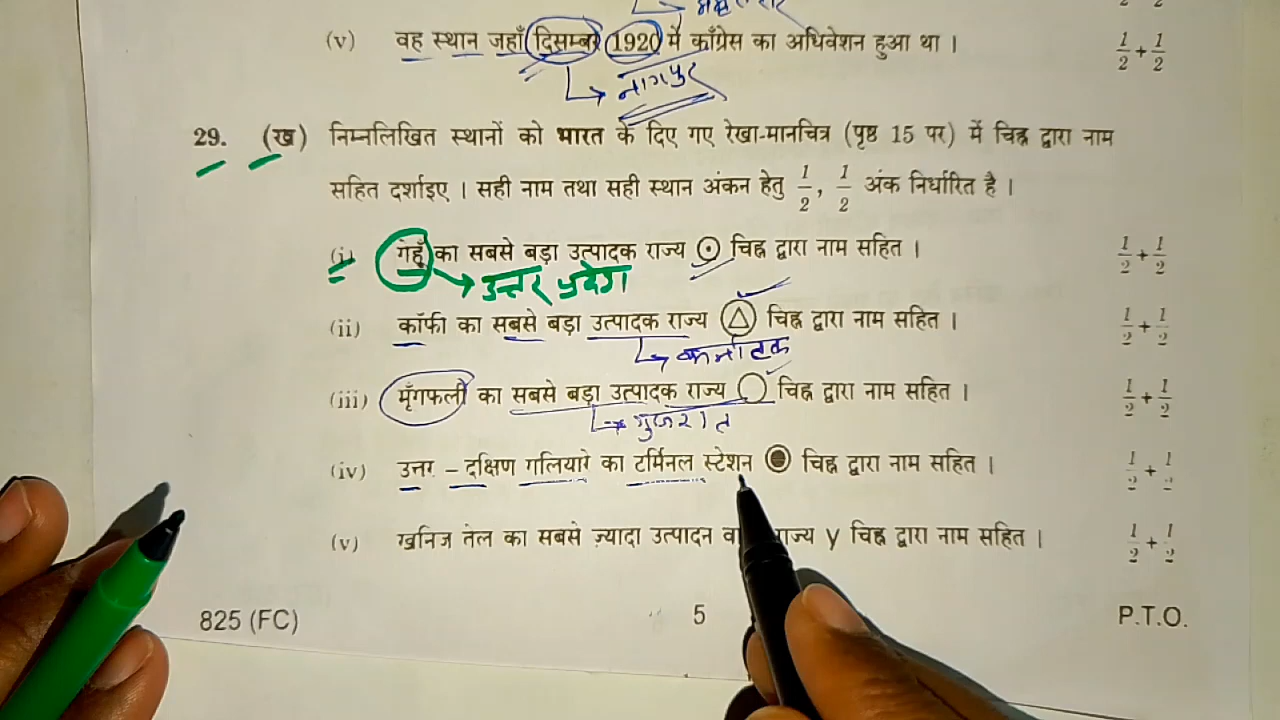 (v) वह स्थान जहाँ दिसम्बर 1920 में काँग्रेस का अधिवेशन हुआ था । 1/2 + 1/2
नागपुर
29. (ख) निम्नलिखित स्थानों को भारत के दिए गए रेखा-मानचित्र (पृष्ठ 15 पर) में चिह्न द्वारा नाम
सहित दर्शाइए । सही नाम तथा सही स्थान अंकन हेतु 1/2, 1/2 अंक निर्धारित है ।
(i) गेहूँ का सबसे बड़ा उत्पादक राज्य ⊙ चिह्न द्वारा नाम सहित । 1/2 + 1/2
उत्तर प्रदेश
(ii) कॉफी का सबसे बड़ा उत्पादक राज्य △ चिह्न द्वारा नाम सहित । 1/2 + 1/2
कर्नाटक
(iii) मूँगफली का सबसे बड़ा उत्पादक राज्य ◯ चिह्न द्वारा नाम सहित । 1/2 + 1/2
गुजरात
(iv) उत्तर – दक्षिण गलियारे का टर्मिनल स्टेशन ◉ चिह्न द्वारा नाम सहित । 1/2 + 1/2
(v) खनिज तेल का सबसे ज़्यादा उत्पादन राज्य y चिह्न द्वारा नाम सहित । 1/2 + 1/2
825 (FC) 5 P.T.O.